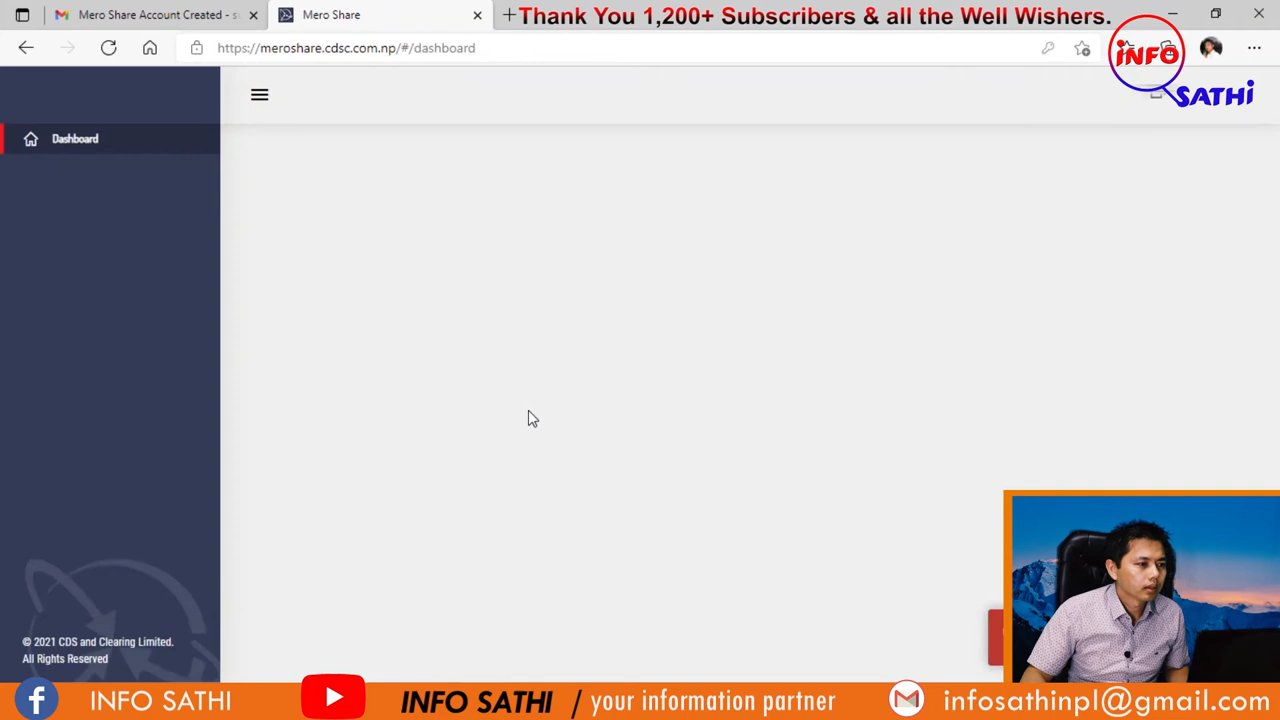 Mero Share Account Created - s
Mero Share
Thank You 1,200+ Subscribers & all the Well Wishers.
https://meroshare.cdsc.com.np/#/dashboard
INFO
SATHi
Dashboard
© 2021 CDS and Clearing Limited.
All Rights Reserved
INFO SATHI
INFO SATHI / your information partner
infosathinpl@gmail.com